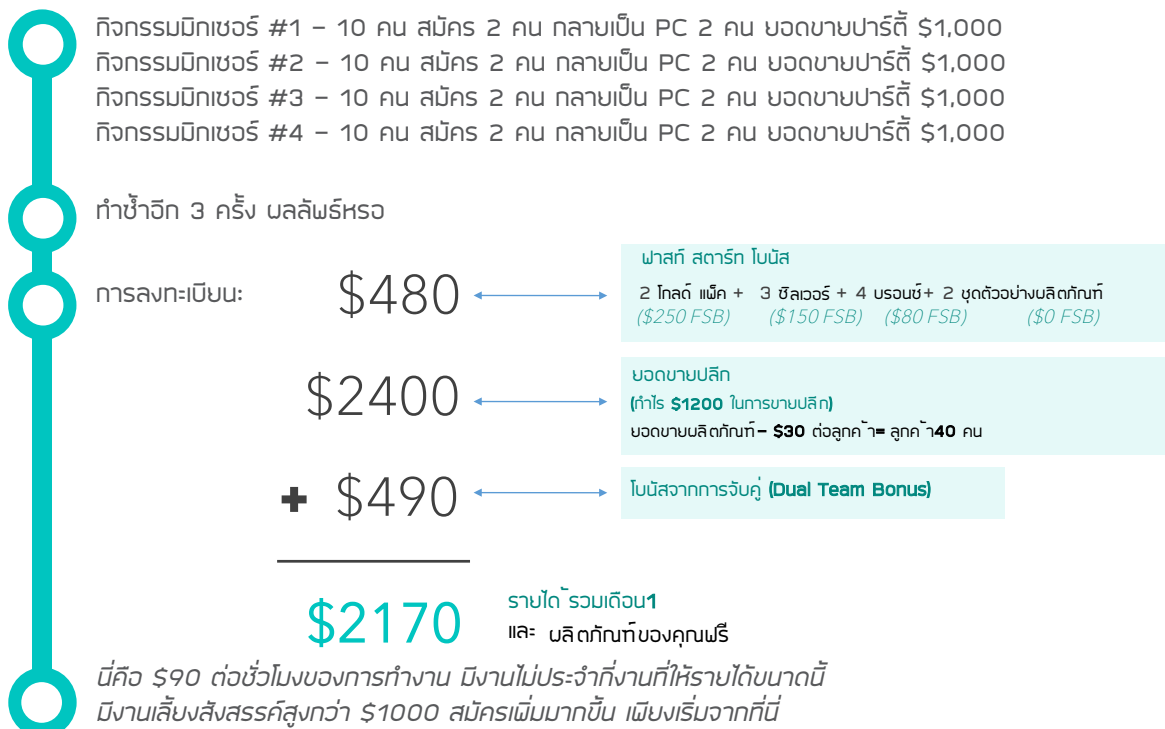 กิจกรรมมิกเซอร์ #1 – 10 คน สมัคร 2 คน กลายเป็น PC 2 คน ยอดขายปาร์ตี้ $1,000
กิจกรรมมิกเซอร์ #2 – 10 คน สมัคร 2 คน กลายเป็น PC 2 คน ยอดขายปาร์ตี้ $1,000
กิจกรรมมิกเซอร์ #3 – 10 คน สมัคร 2 คน กลายเป็น PC 2 คน ยอดขายปาร์ตี้ $1,000
กิจกรรมมิกเซอร์ #4 – 10 คน สมัคร 2 คน กลายเป็น PC 2 คน ยอดขายปาร์ตี้ $1,000
ทำซ้ำอีก 3 ครั้ง ผลลัพธ์หรอ
การลงทะเบียน:
$480
ฟาสท์ สตาร์ท โบนัส
2 โกลด์ แพ็ค + 3 ซิลเวอร์ + 4 บรอนซ์+ 2 ชุดตัวอย่างผลิตภัณฑ์
($250 FSB) ($150 FSB) ($80 FSB) ($0 FSB)
$2400
ยอดขายปลีก
(กำไร $1200 ในการขายปลีก)
ยอดขายผลิตภัณฑ์– $30 ต่อลูกค้า= ลูกค้า40 คน
+ $490
โบนัสจากการจับคู่ (Dual Team Bonus)
$2170
รายได้รวมเดือน1
และ ผลิตภัณฑ์ของคุณฟรี
นี่คือ $90 ต่อชั่วโมงของการทำงาน มีงานไม่ประจำกี่งานที่ให้รายได้ขนาดนี้
มีงานเลี้ยงสังสรรค์สูงกว่า $1000 สมัครเพิ่มมากขึ้น เพียงเริ่มจากที่นี่